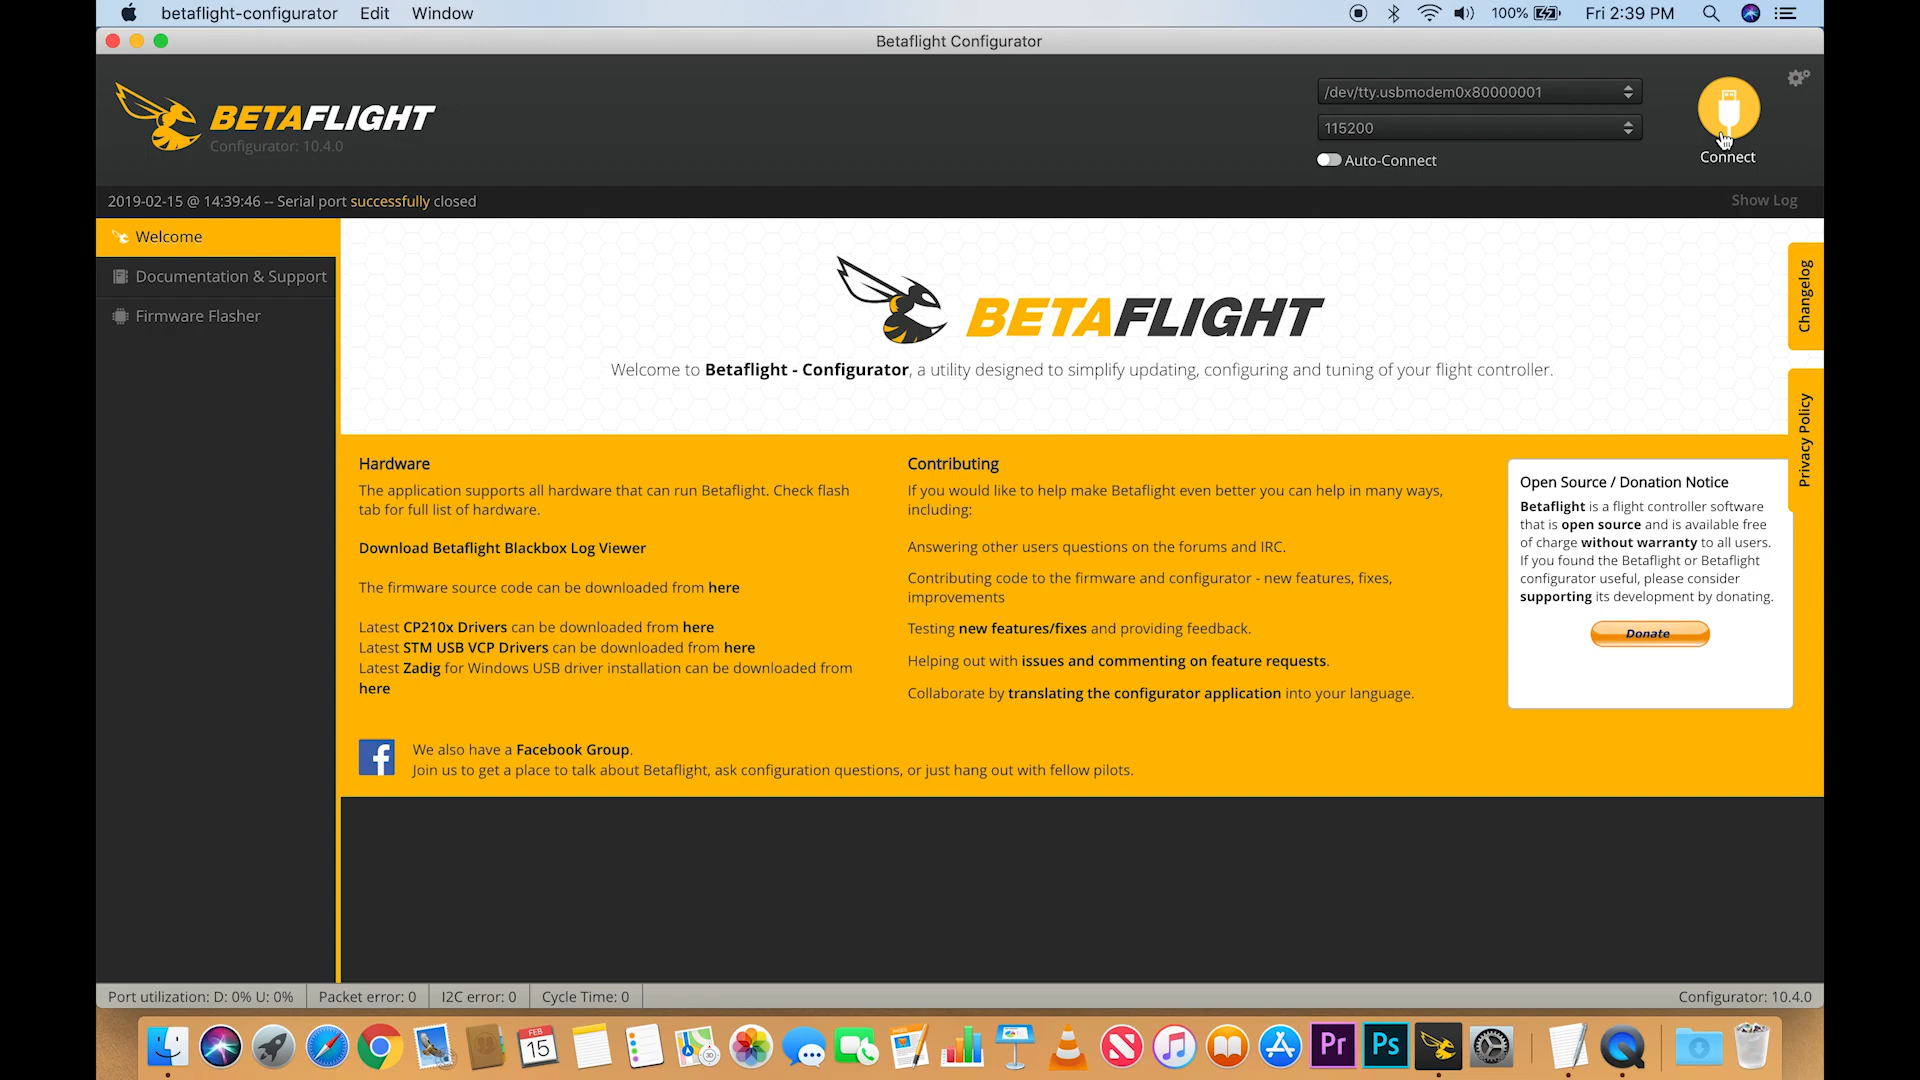 betaflight-configurator Edit Window 100% Fri 2:39 PM
Betaflight Configurator
BETAFLIGHT
Configurator: 10.4.0
/dev/tty.usbmodem0x80000001
115200
Auto-Connect
Connect
2019-02-15 @ 14:39:46 -- Serial port successfully closed
Show Log
Welcome
Documentation & Support
Firmware Flasher
BETAFLIGHT
Welcome to Betaflight - Configurator, a utility designed to simplify updating, configuring and tuning of your flight controller.
Changelog
Privacy Policy
Hardware
The application supports all hardware that can run Betaflight. Check flash
tab for full list of hardware.
Download Betaflight Blackbox Log Viewer
The firmware source code can be downloaded from here
Latest CP210x Drivers can be downloaded from here
Latest STM USB VCP Drivers can be downloaded from here
Latest Zadig for Windows USB driver installation can be downloaded from
here
Contributing
If you would like to help make Betaflight even better you can help in many ways,
including:
Answering other users questions on the forums and IRC.
Contributing code to the firmware and configurator - new features, fixes,
improvements
Testing new features/fixes and providing feedback.
Helping out with issues and commenting on feature requests.
Collaborate by translating the configurator application into your language.
Open Source / Donation Notice
Betaflight is a flight controller software
that is open source and is available free
of charge without warranty to all users.
If you found the Betaflight or Betaflight
configurator useful, please consider
supporting its development by donating.
Donate
We also have a Facebook Group.
Join us to get a place to talk about Betaflight, ask configuration questions, or just hang out with fellow pilots.
Port utilization: D: 0% U: 0% Packet error: 0 I2C error: 0 Cycle Time: 0 Configurator: 10.4.0
FEB
15
Pr
Ps